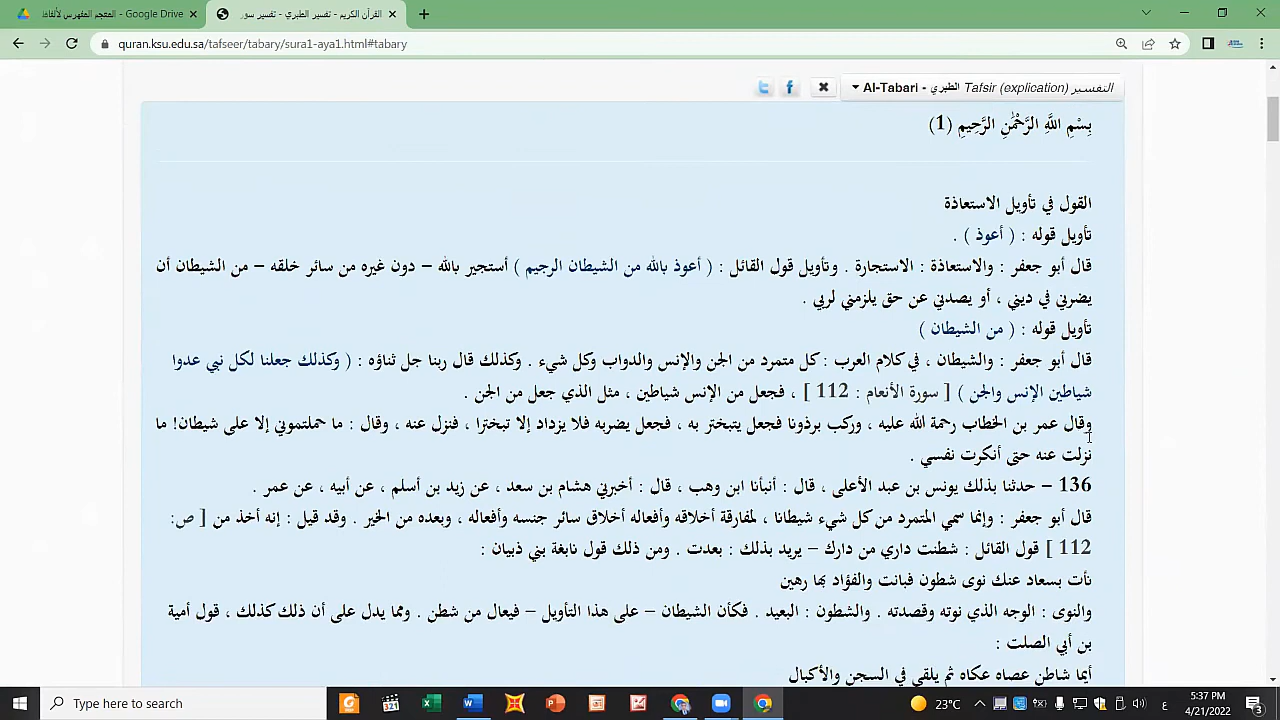 المعجم المفهرس لألفاظ - Google Drive
القرآن الكريم - تفسير الطبري - تفسير سور
quran.ksu.edu.sa/tafseer/tabary/sura1-aya1.html#tabary
التفسير Tafsir (explication) الطبري - Al-Tabari
بِسْمِ اللَّهِ الرَّحْمَٰنِ الرَّحِيمِ (1)
القول في تأويل الاستعاذة
تأويل قوله : ( أعوذ ) .
قال أبو جعفر : والاستعاذة : الاستجارة . وتأويل قول القائل : ( أعوذ بالله من الشيطان الرجيم ) أستجير بالله - دون غيره من سائر خلقه - من الشيطان أن
يضربي في ديني ، أو يصدني عن حق يلزمني لربي .
تأويل قوله : ( من الشيطان )
قال أبو جعفر : والشيطان ، في كلام العرب : كل متمرد من الجن والإنس والدواب وكل شيء . وكذلك قال ربنا جل ثناؤه : ( وكذلك جعلنا لكل نبي عدوا
شياطين الإنس والجن ) [ سورة الأنعام : 112 ] ، فجعل من الإنس شياطين ، مثل الذي جعل من الجن .
وقال عمر بن الخطاب رحمة الله عليه ، وركب برذونا فجعل يتبختر به ، فجعل يضربه فلا يزداد إلا تبخترا ، فنزل عنه ، وقال : ما حملتموني إلا على شيطان! ما
نزلت عنه حتى أنكرت نفسي .
136 - حدثنا بذلك يونس بن عبد الأعلى ، قال : أنبأنا ابن وهب ، قال : أخبرني هشام بن سعد ، عن زيد بن أسلم ، عن أبيه ، عن عمر .
قال أبو جعفر : وإنما سمي المتمرد من كل شيء شيطانا ، لمفارقة أخلاقه وأفعاله أخلاق سائر جنسه وأفعاله ، وبعده من الخير . وقد قيل : إنه أخذ من [ ص:
112 ] قول القائل : شطنت داري من دارك - يريد بذلك : بعدت . ومن ذلك قول نابغة بني ذبيان :
نأت بسعاد عنك نوى شطون فبانت والفؤاد بها رهين
والنوى : الوجه الذي نوته وقصدته . والشطون : البعيد . فكأن الشيطان - على هذا التأويل - فيعال من شطن . ومما يدل على أن ذلك كذلك ، قول أمية
بن أبي الصلت :
أيما شاطن عصاه عكاه ثم يلقى في السجن والأكبال
Type here to search
23°C
ع
5:37 PM
4/21/2022